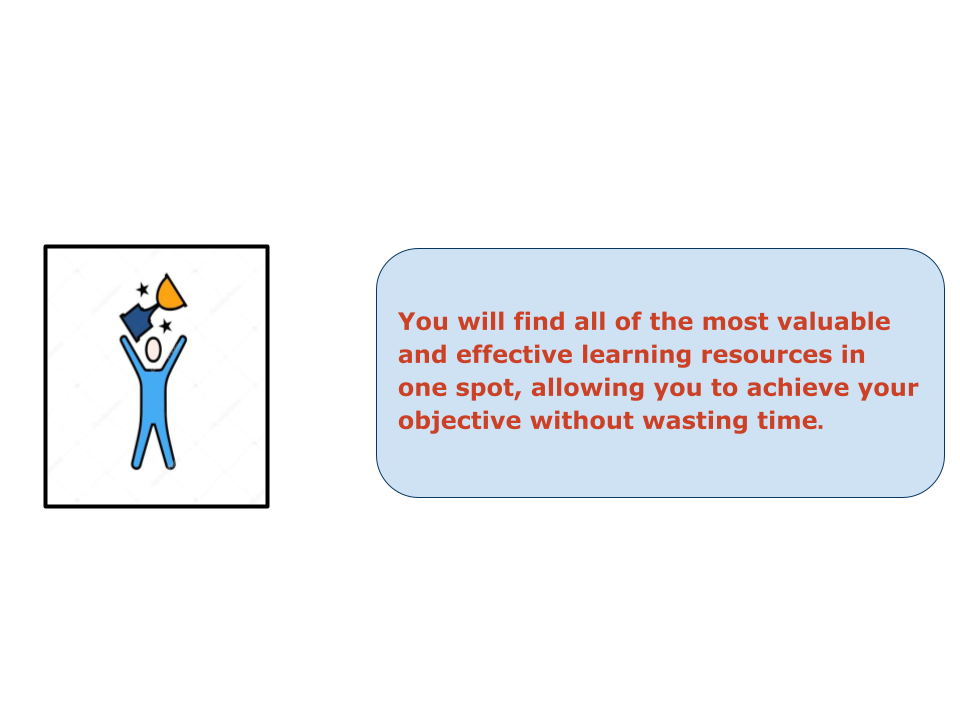 You will find all of the most valuable
and effective learning resources in
one spot, allowing you to achieve your
objective without wasting time.